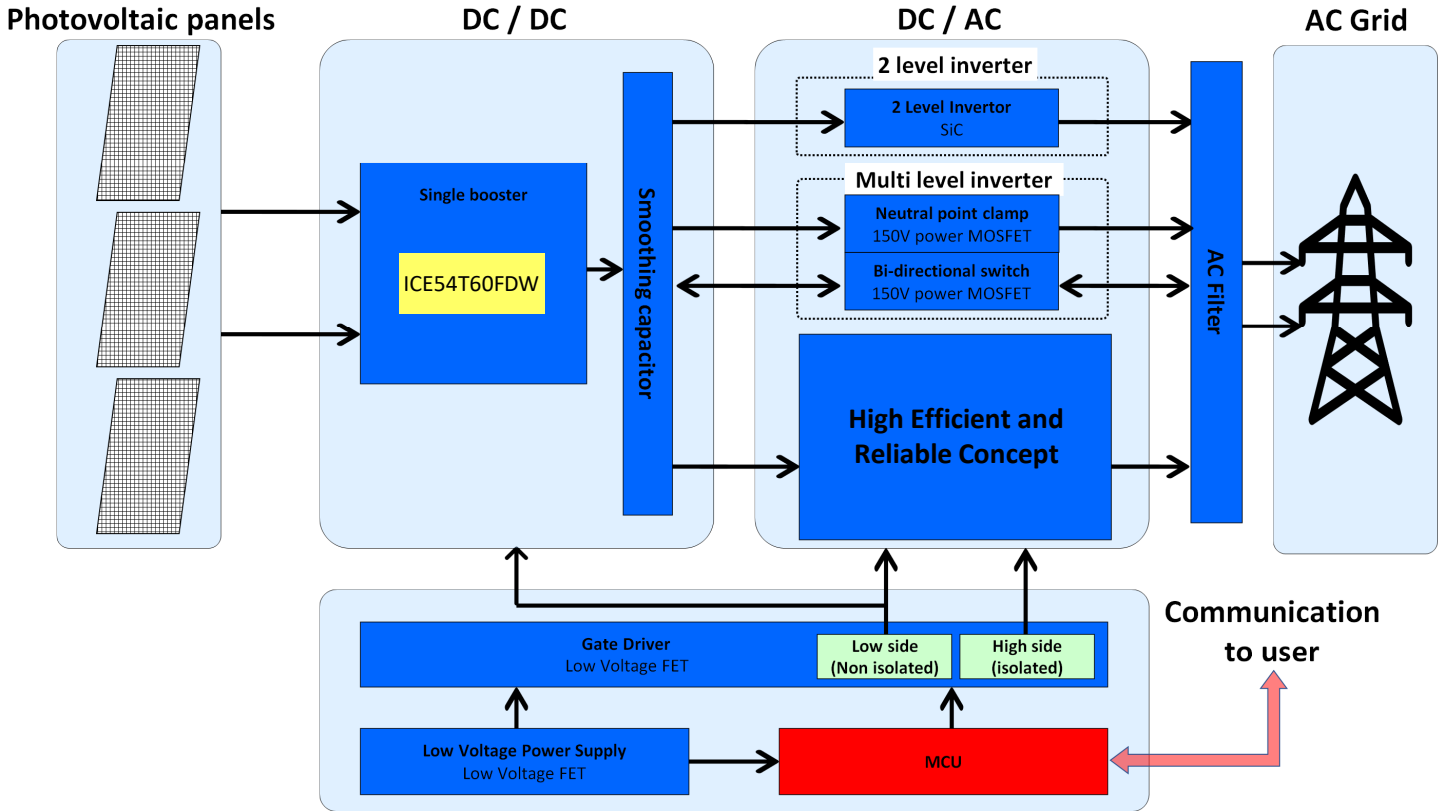 Photovoltaic panels
DC / DC
DC / AC
AC Grid
2 level inverter
2 Level Invertor
SiC
Multi level inverter
Neutral point clamp
150V power MOSFET
Bi-directional switch
150V power MOSFET
Single booster
ICE54T60FDW
Smoothing capacitor
AC Filter
High Efficient and
Reliable Concept
Gate Driver
Low Voltage FET
Low side
(Non isolated)
High side
(isolated)
Communication
to user
Low Voltage Power Supply
Low Voltage FET
MCU